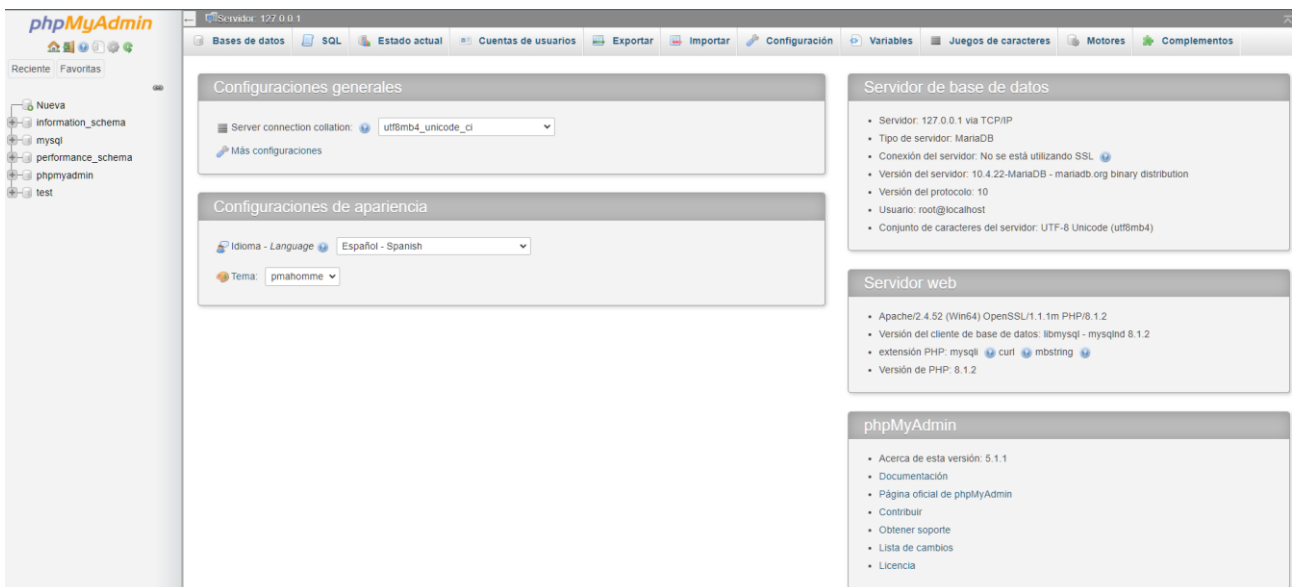 phpMyAdmin
Reciente Favoritas
Nueva
information_schema
mysql
performance_schema
phpmyadmin
test
Servidor: 127.0.0.1
Bases de datos SQL Estado actual Cuentas de usuarios Exportar Importar Configuración Variables Juegos de caracteres Motores Complementos
Configuraciones generales
Server connection collation: utf8mb4_unicode_ci
Más configuraciones
Configuraciones de apariencia
Idioma - Language Español - Spanish
Tema: pmahomme
Servidor de base de datos
• Servidor: 127.0.0.1 via TCP/IP
• Tipo de servidor: MariaDB
• Conexión del servidor: No se está utilizando SSL
• Versión del servidor: 10.4.22-MariaDB - mariadb.org binary distribution
• Versión del protocolo: 10
• Usuario: root@localhost
• Conjunto de caracteres del servidor: UTF-8 Unicode (utf8mb4)
Servidor web
• Apache/2.4.52 (Win64) OpenSSL/1.1.1m PHP/8.1.2
• Versión del cliente de base de datos: libmysql - mysqlnd 8.1.2
• extensión PHP: mysqli curl mbstring
• Versión de PHP: 8.1.2
phpMyAdmin
• Acerca de esta versión: 5.1.1
• Documentación
• Página oficial de phpMyAdmin
• Contribuir
• Obtener soporte
• Lista de cambios
• Licencia